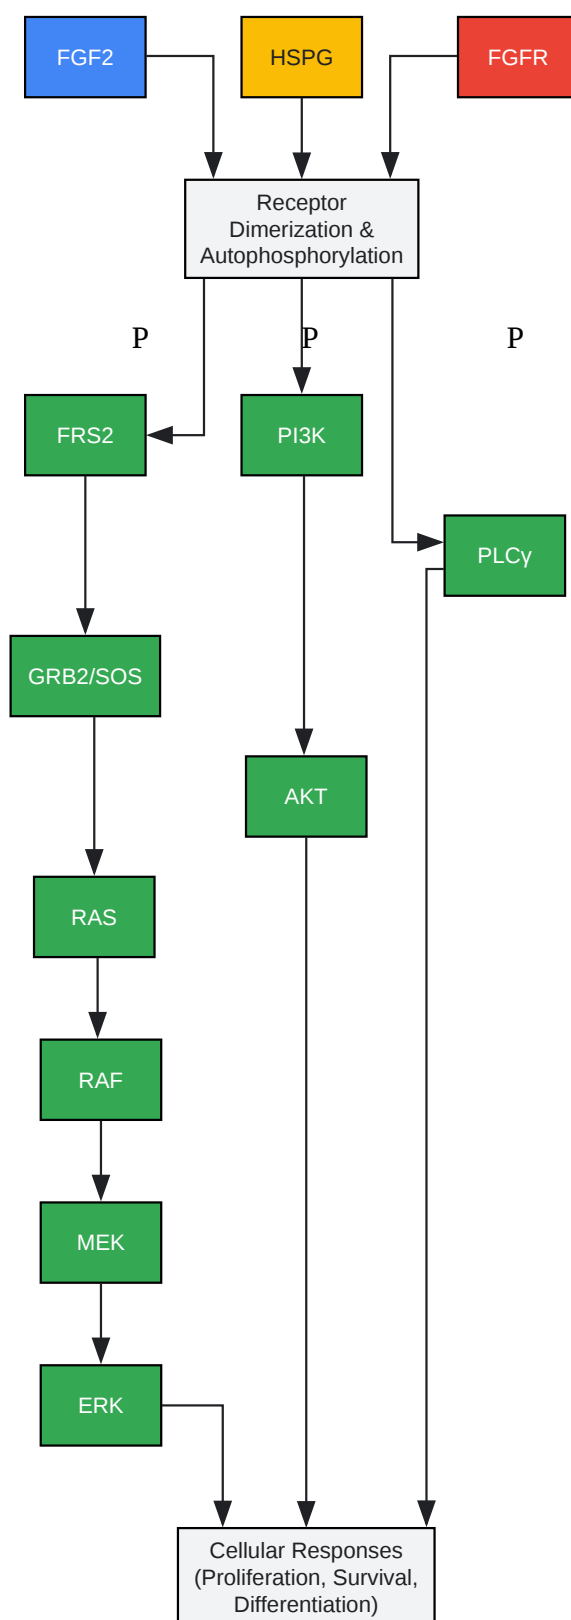 FGF2
HSPG
FGFR
Receptor
Dimerization &
Autophosphorylation
P
P
P
FRS2
PI3K
PLCγ
GRB2/SOS
AKT
RAS
RAF
MEK
ERK
Cellular Responses
(Proliferation, Survival,
Differentiation)